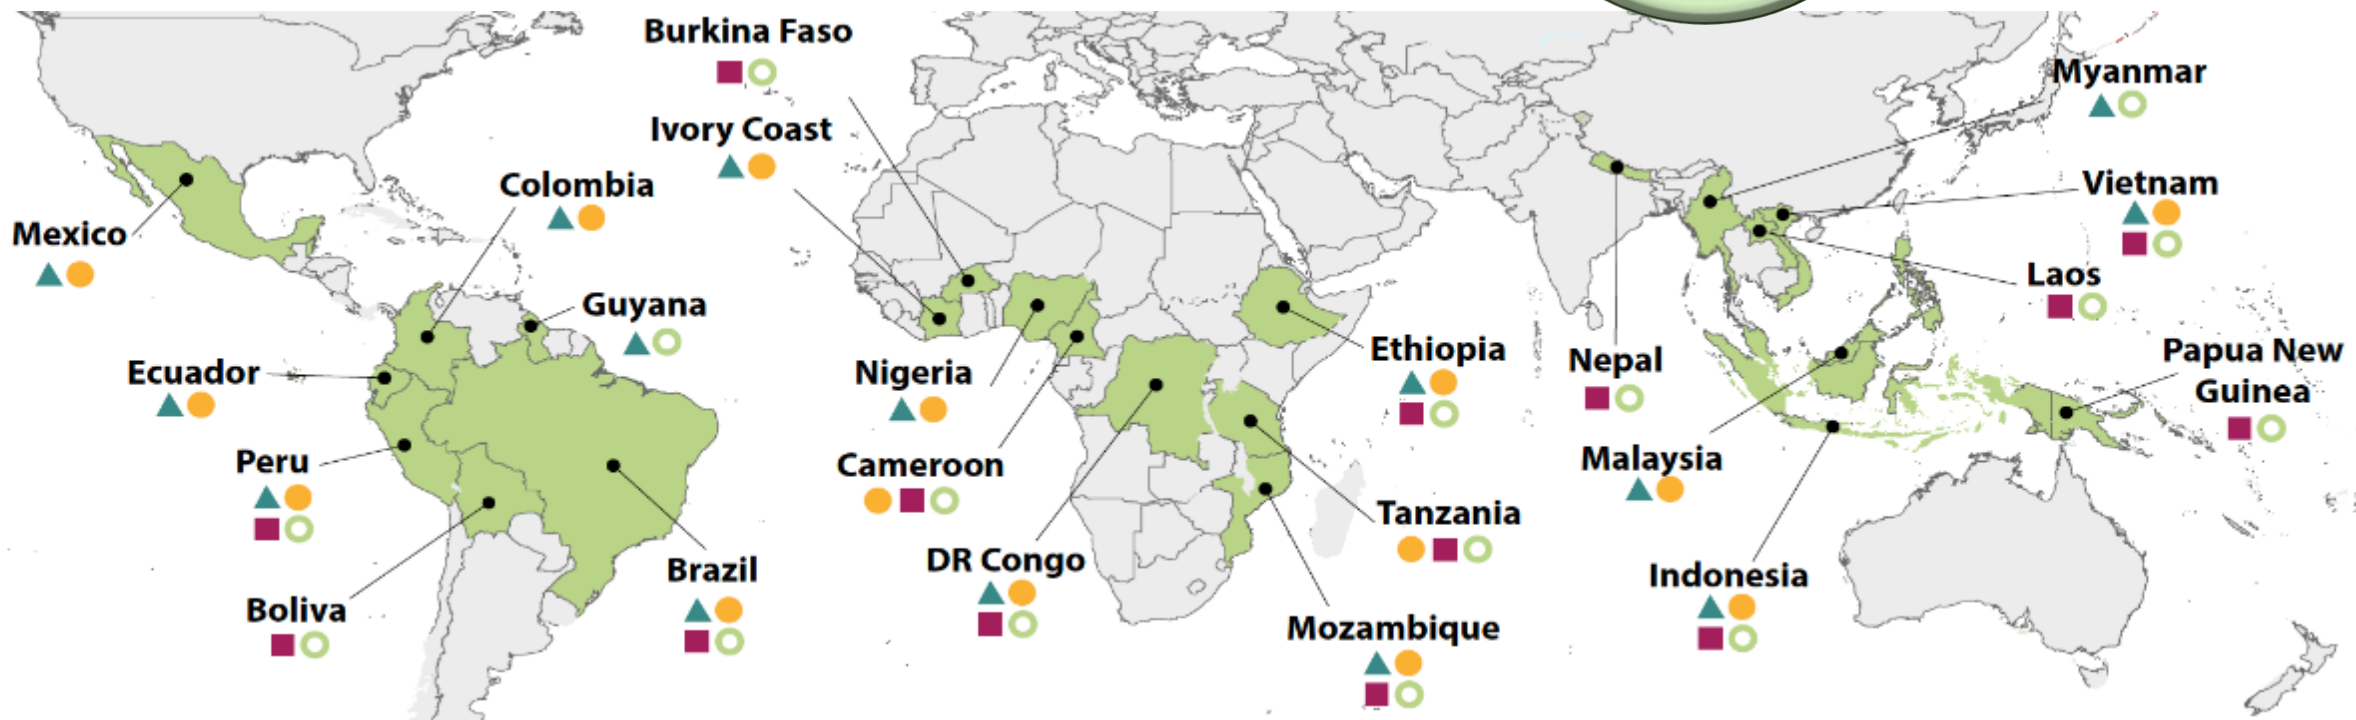 Burkina Faso
Myanmar
Ivory Coast
Colombia
Vietnam
Mexico
Laos
Guyana
Ethiopia
Nepal
Papua New
Guinea
Ecuador
Nigeria
Peru
Cameroon
Malaysia
Tanzania
DR Congo
Brazil
Indonesia
Boliva
Mozambique